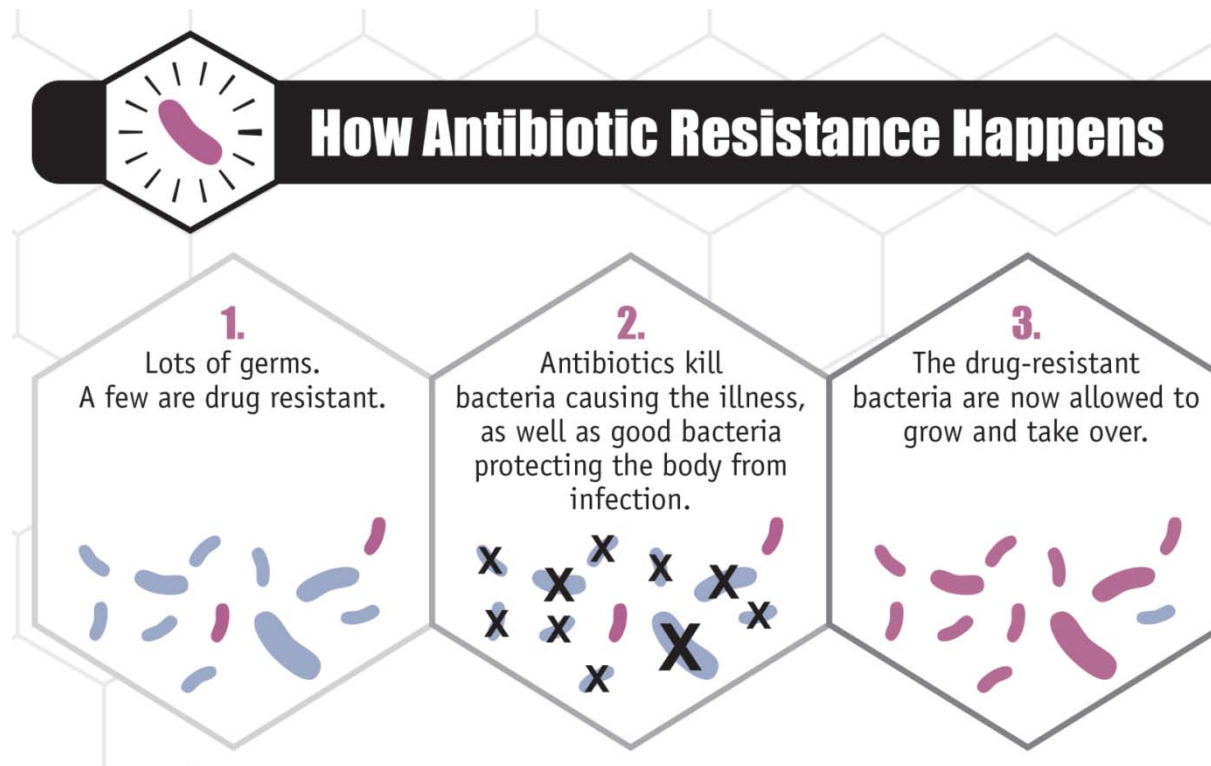 How Antibiotic Resistance Happens
1.
Lots of germs.
A few are drug resistant.
2.
Antibiotics kill
bacteria causing the illness,
as well as good bacteria
protecting the body from
infection.
X X X X X X X X X X
3.
The drug-resistant
bacteria are now allowed to
grow and take over.